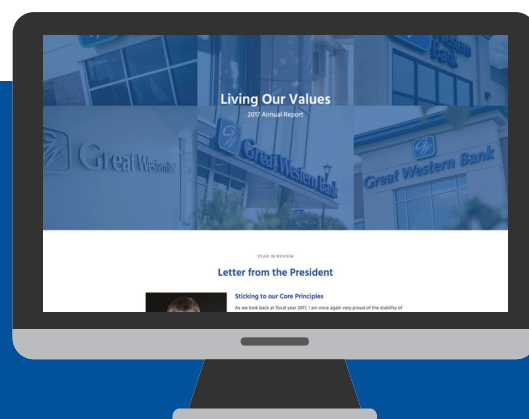 Western
Bank
Living Our Values
2017 Annual Report
Great Western Bank
Great Western Bank
Great Western Bank
YEAR IN REVIEW
Letter from the President
Sticking to our Core Principles
As we look back at fiscal year 2017, I am once again very proud of the stability of